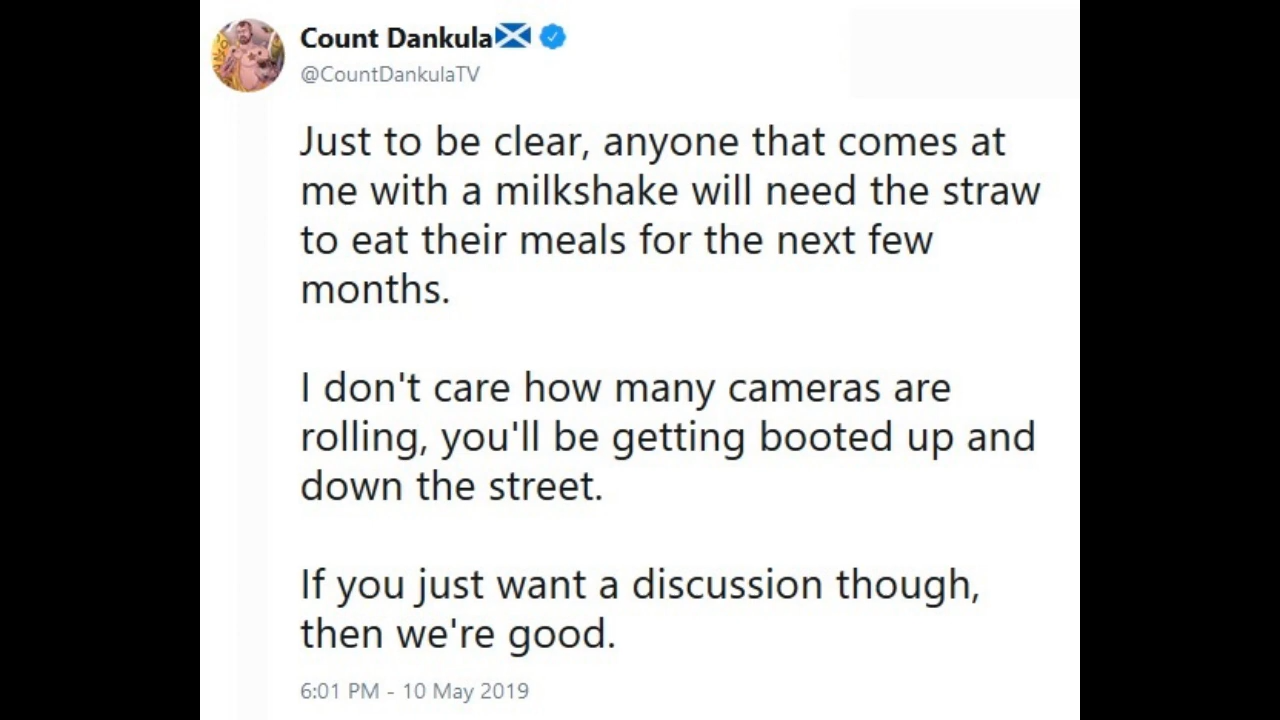 Count Dankula
@CountDankulaTV
Just to be clear, anyone that comes at
me with a milkshake will need the straw
to eat their meals for the next few
months.
I don't care how many cameras are
rolling, you'll be getting booted up and
down the street.
If you just want a discussion though,
then we're good.
6:01 PM - 10 May 2019